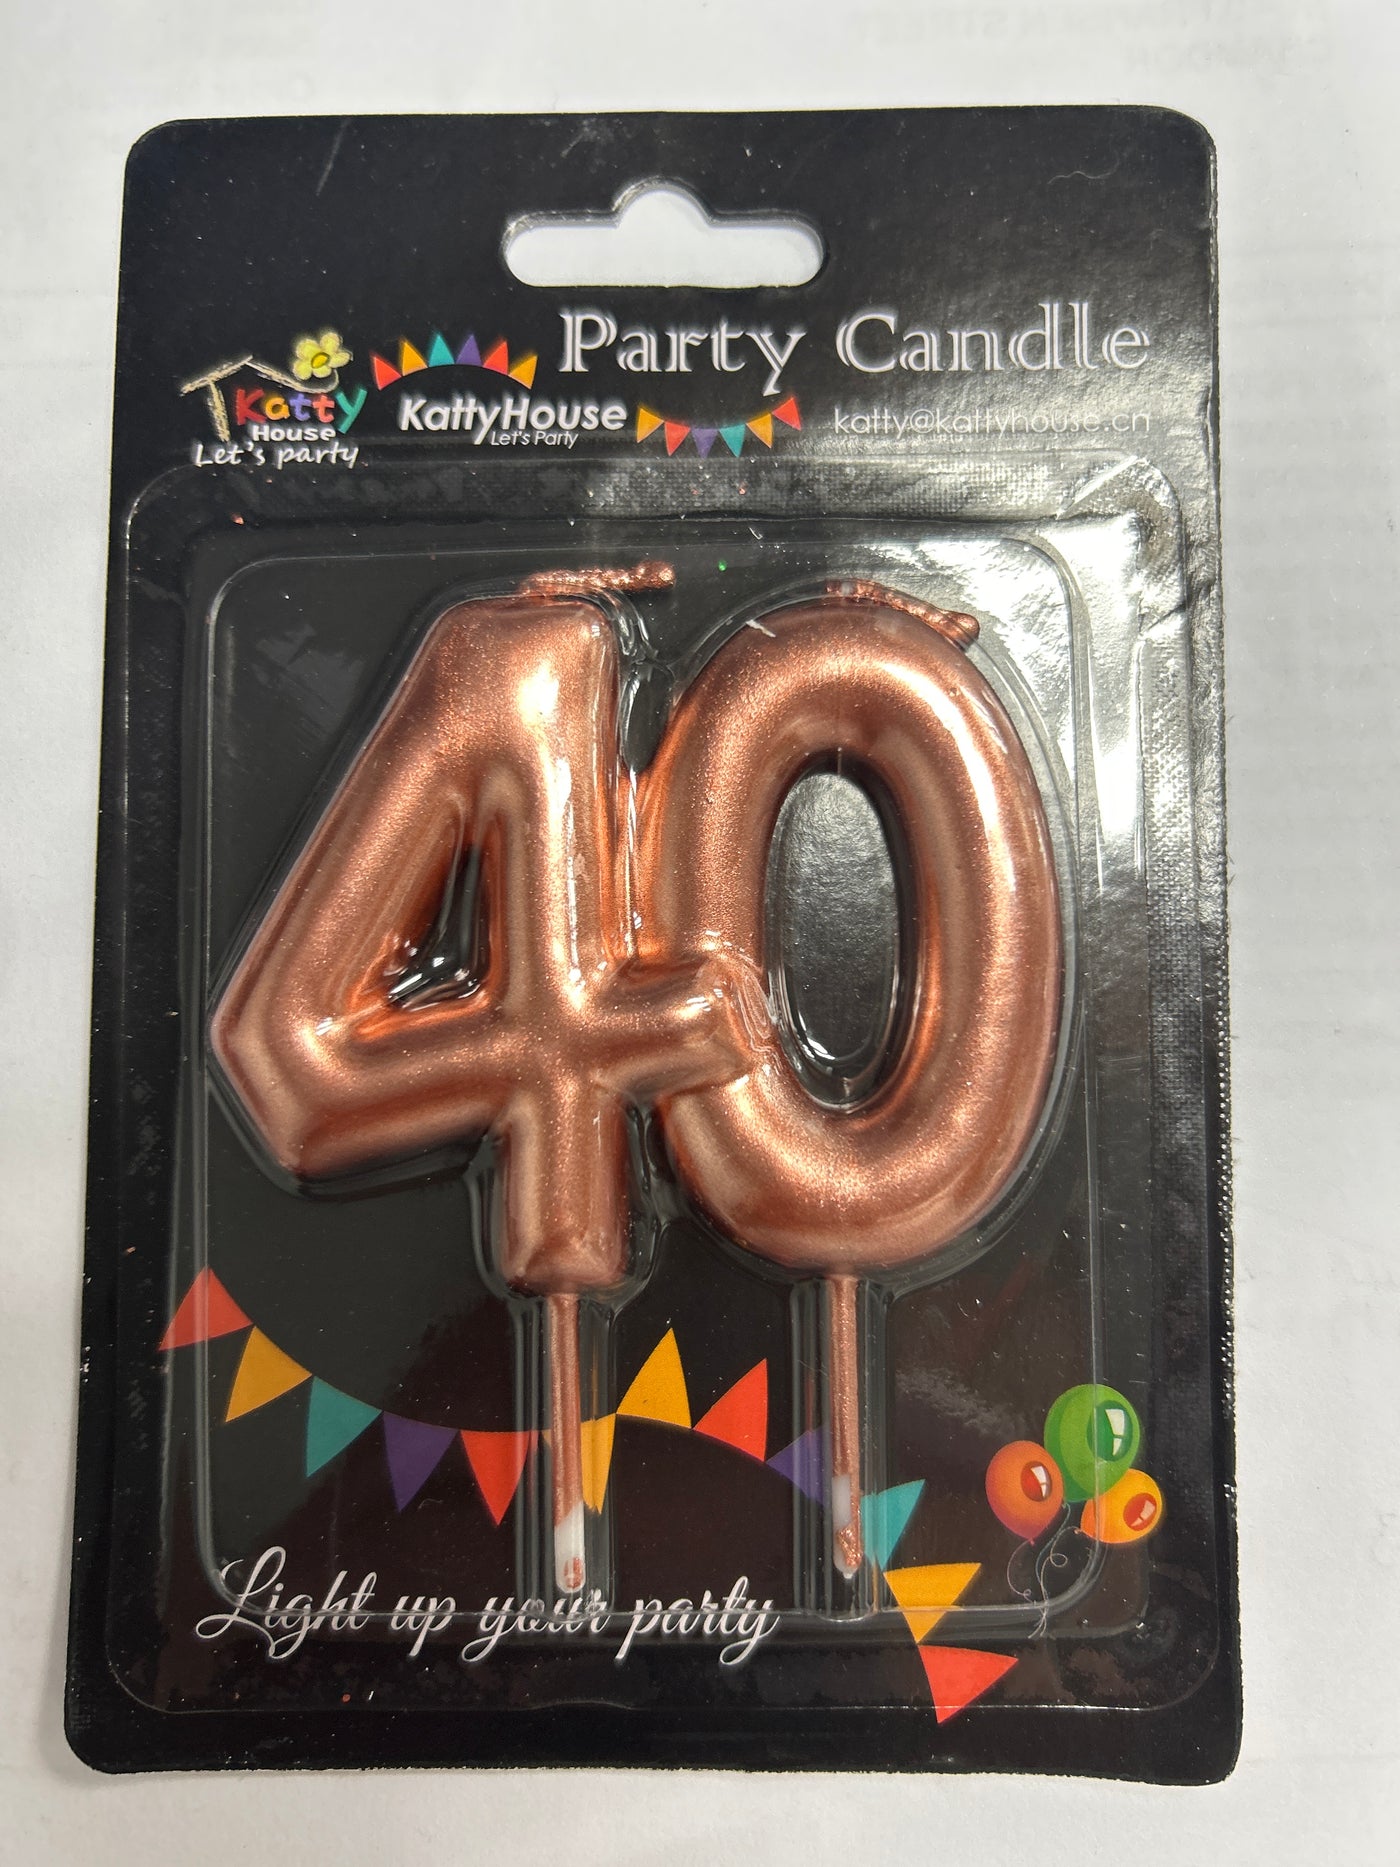 Party Candle
Katty
House
Let's party
KattyHouse
Let's Party
katty@kattyhouse.cn
40
Light up your party